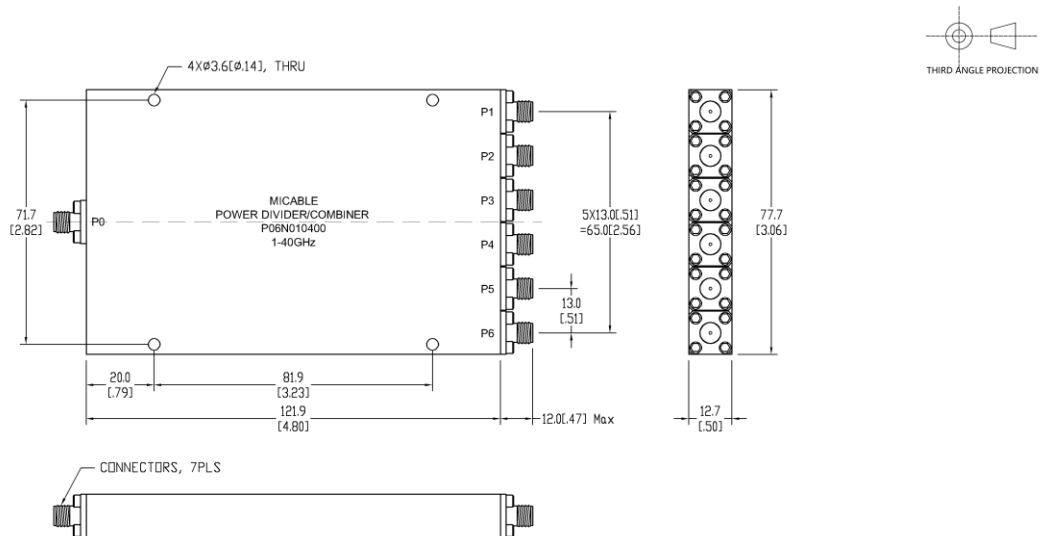 THIRD ANGLE PROJECTION
4XØ3.6[Ø.14], THRU
P1
P2
P3
P4
P5
P6
P0
MICABLE
POWER DIVIDER/COMBINER
P06N010400
1-40GHz
71.7
[2.82]
5X13.0[.51]
=65.0[2.56]
13.0
[.51]
77.7
[3.06]
20.0
[.79]
81.9
[3.23]
121.9
[4.80]
12.0[.47] Max
12.7
[.50]
CONNECTORS, 7PLS